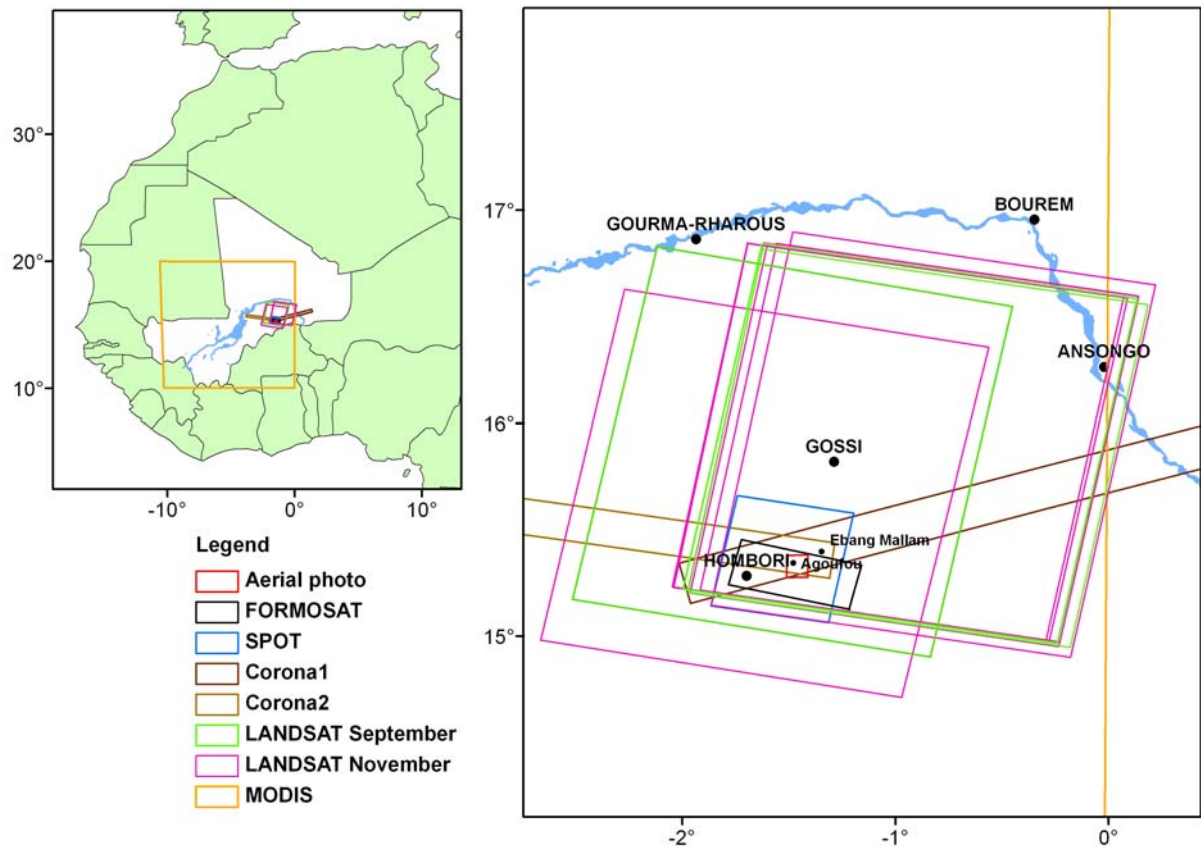 30°
20°
10°
-10°
0°
10°
Legend
Aerial photo
FORMOSAT
SPOT
Corona1
Corona2
LANDSAT September
LANDSAT November
MODIS
17°
16°
15°
-2°
-1°
0°
BOUREM
GOURMA-RHAROUS
ANSONGO
GOSSI
Ebang Mallam
HOMBORI
Agoufou